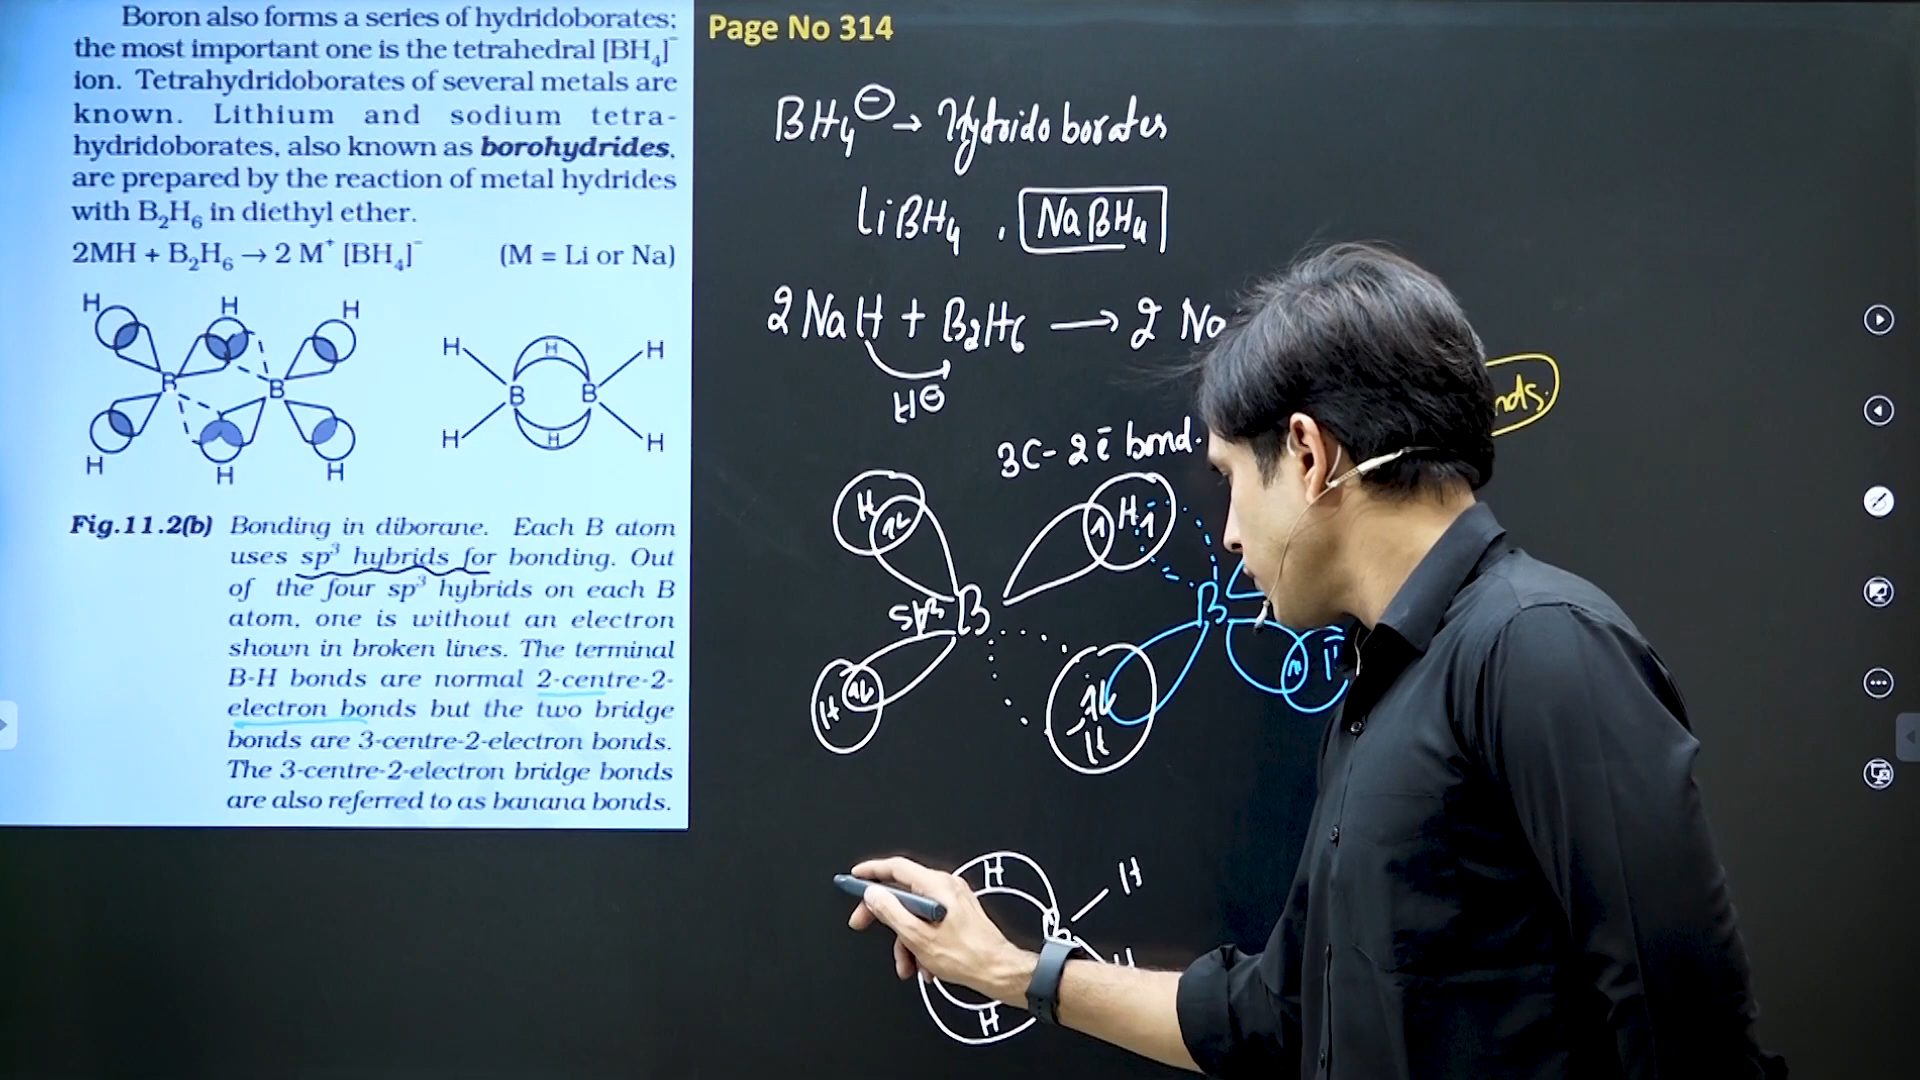 Boron also forms a series of hydridoborates;
the most important one is the tetrahedral [BH₄]⁻
ion. Tetrahydridoborates of several metals are
known. Lithium and sodium tetra-
hydridoborates, also known as borohydrides,
are prepared by the reaction of metal hydrides
with B₂H₆ in diethyl ether.
2MH + B₂H₆ → 2 M⁺ [BH₄]⁻ (M = Li or Na)
H H H
B B
H H H
H H H
B B
H H H
Fig.11.2(b) Bonding in diborane. Each B atom
uses sp³ hybrids for bonding. Out
of the four sp³ hybrids on each B
atom, one is without an electron
shown in broken lines. The terminal
B-H bonds are normal 2-centre-2-
electron bonds but the two bridge
bonds are 3-centre-2-electron bonds.
The 3-centre-2-electron bridge bonds
are also referred to as banana bonds.
Page No 314
BH₄⊖ → Hydrido borates
LiBH₄ , NaBH₄
2NaH + B₂H₆ → 2 Na
H⊖
3C-2ē bond.
H 1L H 1
sp³ B B
H 1L 1L H
H H
B
H H